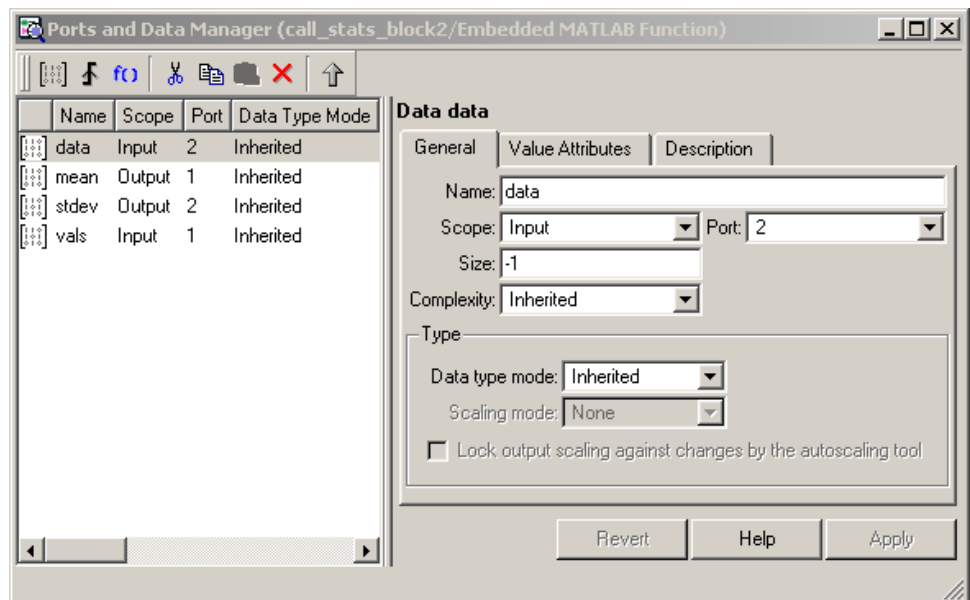 Ports and Data Manager (call_stats_block2/Embedded MATLAB Function)
f()
Name Scope Port Data Type Mode
data Input 2 Inherited
mean Output 1 Inherited
stdev Output 2 Inherited
vals Input 1 Inherited
Data data
General Value Attributes Description
Name: data
Scope: Input Port: 2
Size: -1
Complexity: Inherited
Type
Data type mode: Inherited
Scaling mode: None
Lock output scaling against changes by the autoscaling tool
Revert Help Apply